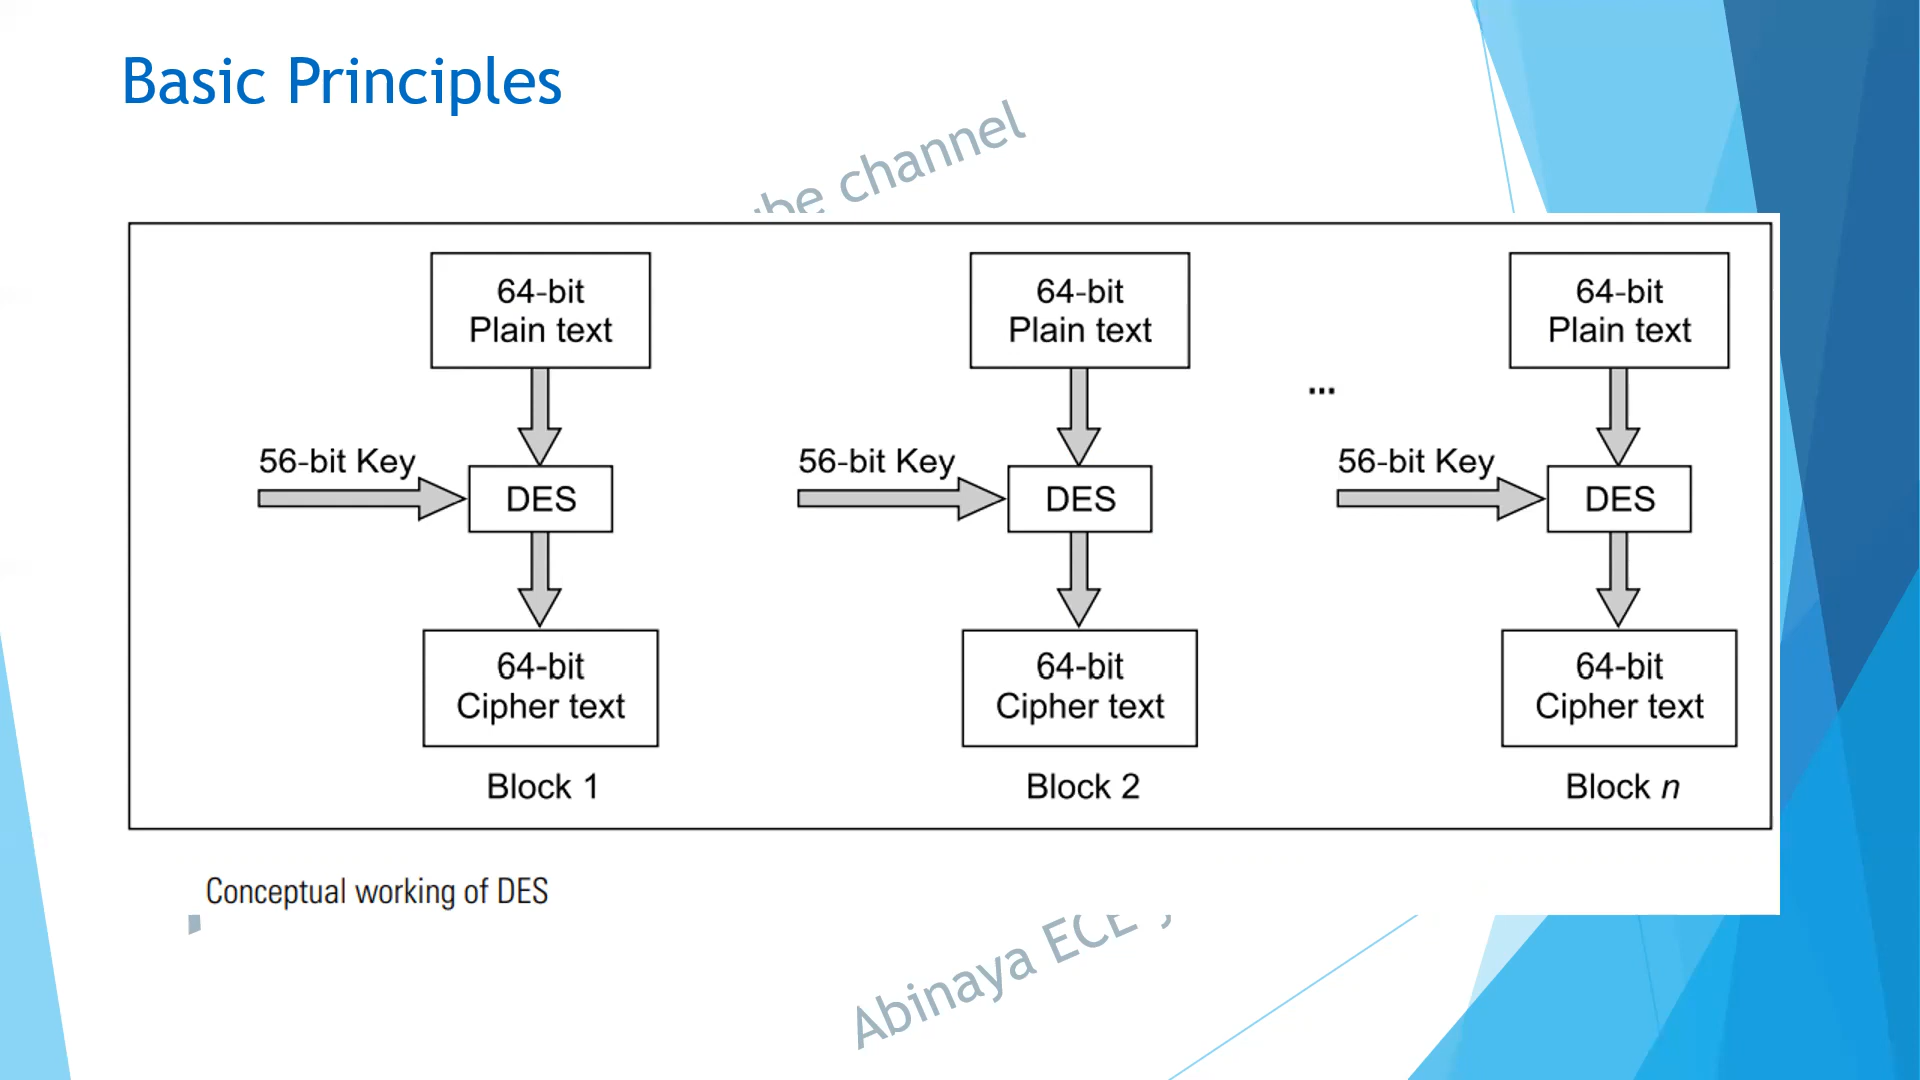 Basic Principles
channel
64-bit
Plain text
64-bit
Plain text
64-bit
Plain text
...
56-bit Key
DES
56-bit Key
DES
56-bit Key
DES
64-bit
Cipher text
64-bit
Cipher text
64-bit
Cipher text
Block 1
Block 2
Block n
Conceptual working of DES
Abinaya ECE